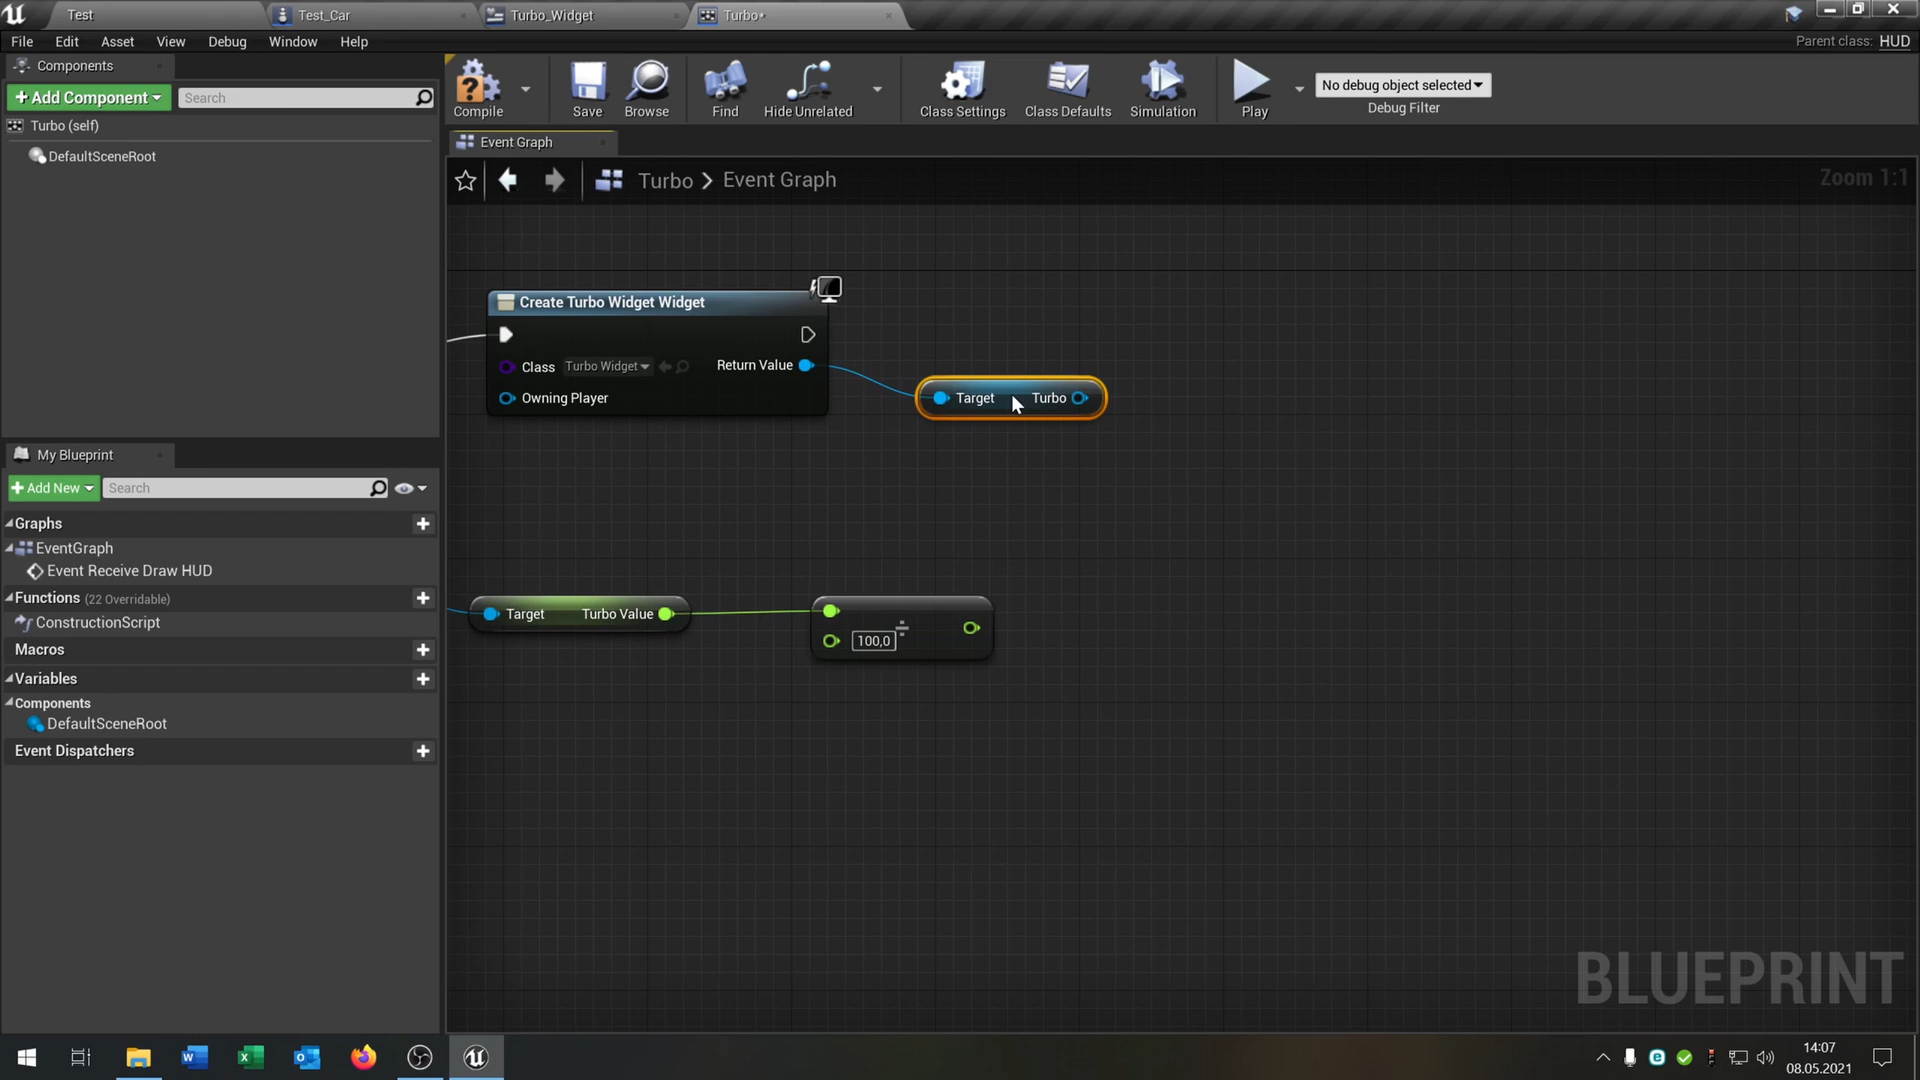 Test
Test_Car
Turbo_Widget
Turbo*
File
Edit
Asset
View
Debug
Window
Help
Parent class: HUD
Components
+ Add Component
Search
Compile
Save
Browse
Find
Hide Unrelated
Class Settings
Class Defaults
Simulation
Play
No debug object selected
Debug Filter
Turbo (self)
DefaultSceneRoot
Event Graph
Turbo > Event Graph
Zoom 1:1
Create Turbo Widget Widget
Class Turbo Widget
Return Value
Owning Player
Target Turbo
My Blueprint
+ Add New
Search
Graphs
EventGraph
Event Receive Draw HUD
Functions (22 Overridable)
ConstructionScript
Macros
Variables
Components
DefaultSceneRoot
Event Dispatchers
Target Turbo Value
÷
100,0
BLUEPRINT
14:07
08.05.2021